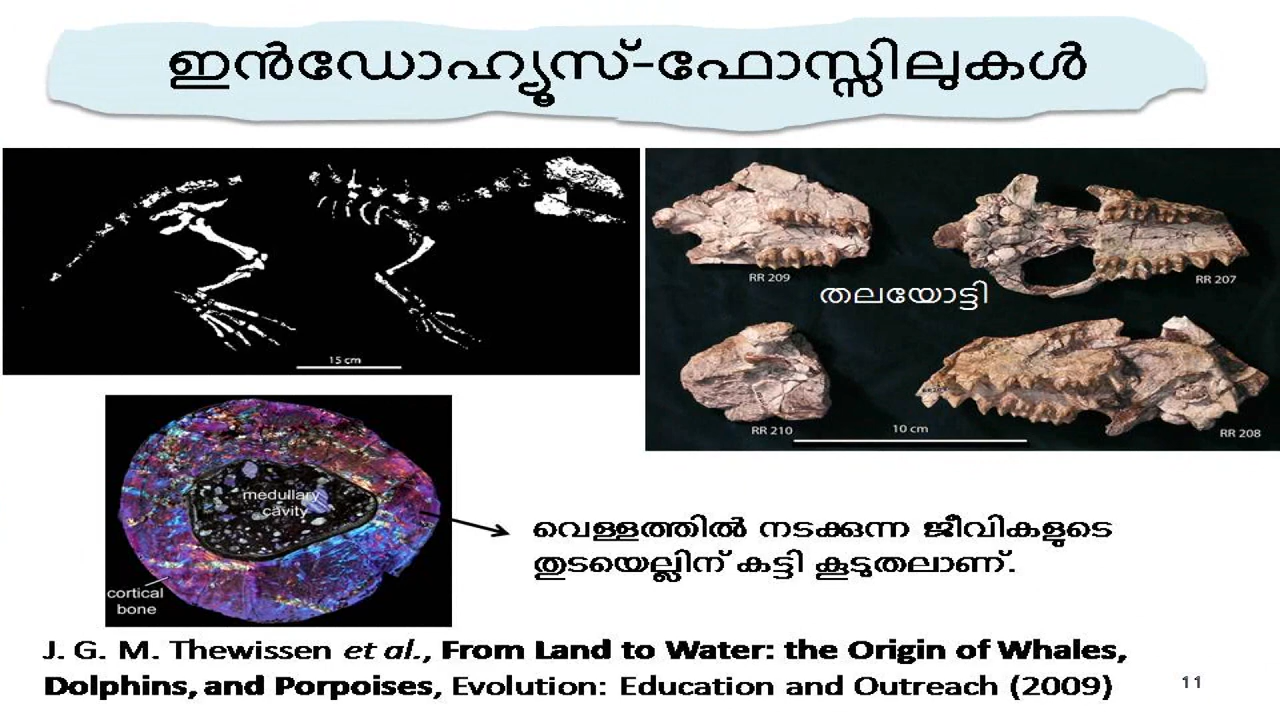 ഇൻഡോഹ്യൂസ്-ഫോസ്സിലുകൾ
15 cm
RR 209
RR 207
തലയോട്ടി
RR 210
10 cm
RR 208
medullary
cavity
cortical
bone
വെള്ളത്തിൽ നടക്കുന്ന ജീവികളുടെ
തുടയെല്ലിന് കട്ടി കൂടുതലാണ്.
J. G. M. Thewissen et al., From Land to Water: the Origin of Whales,
Dolphins, and Porpoises, Evolution: Education and Outreach (2009)
11